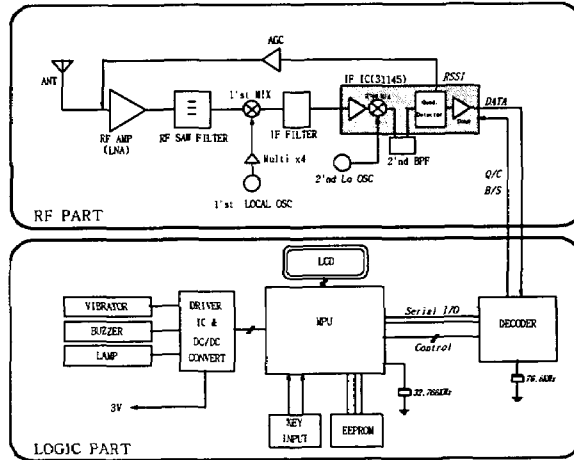 AGC
ANT
RF AMP
(LNA)
RF SAW FILTER
1'st MIX
Multi x4
1'st LOCAL OSC
IF FILTER
IF IC(31145)
RSSI
2'nd Lo OSC
2'nd BPF
Quad.
Detector
DATA
Q/C
B/S
RF PART
LCD
VIBRATOR
BUZZER
LAMP
DRIVER
IC &
DC/DC
CONVERT
3V
MPU
Serial I/O
Control
DECODER
32.766KHz
76.6KHz
KEY
INPUT
EEPROM
LOGIC PART